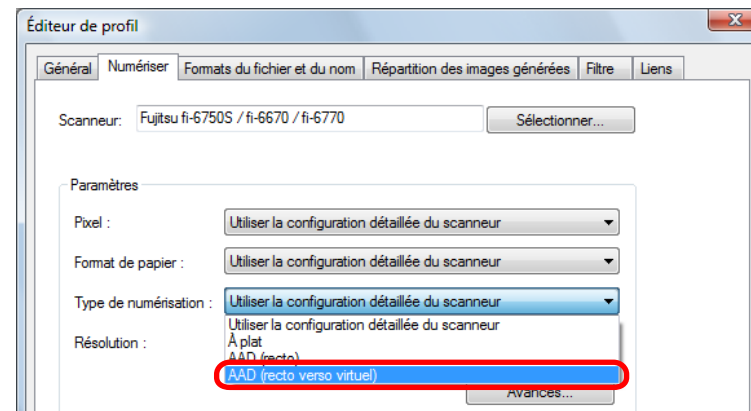 Éditeur de profil
Général Numériser Formats du fichier et du nom Répartition des images générées Filtre Liens
Scanneur: Fujitsu fi-6750S / fi-6670 / fi-6770 Sélectionner...
Paramètres
Pixel : Utiliser la configuration détaillée du scanneur
Format de papier : Utiliser la configuration détaillée du scanneur
Type de numérisation : Utiliser la configuration détaillée du scanneur
Utiliser la configuration détaillée du scanneur
Résolution : À plat
AAD (recto)
AAD (recto verso virtuel)
Avancés...